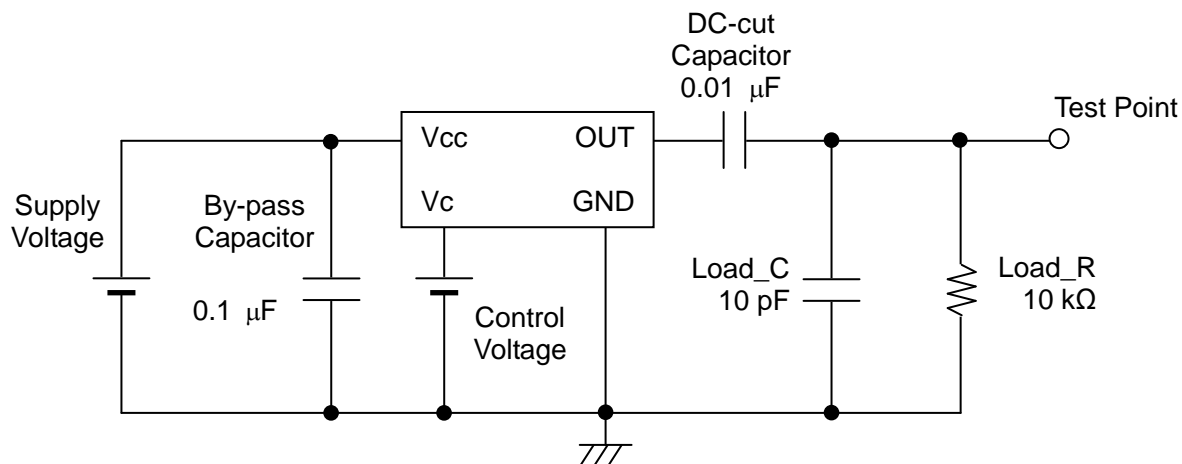 DC-cut
Capacitor
0.01 μF
Test Point
Vcc
OUT
Vc
GND
Supply
Voltage
By-pass
Capacitor
0.1 μF
Control
Voltage
Load_C
10 pF
Load_R
10 kΩ